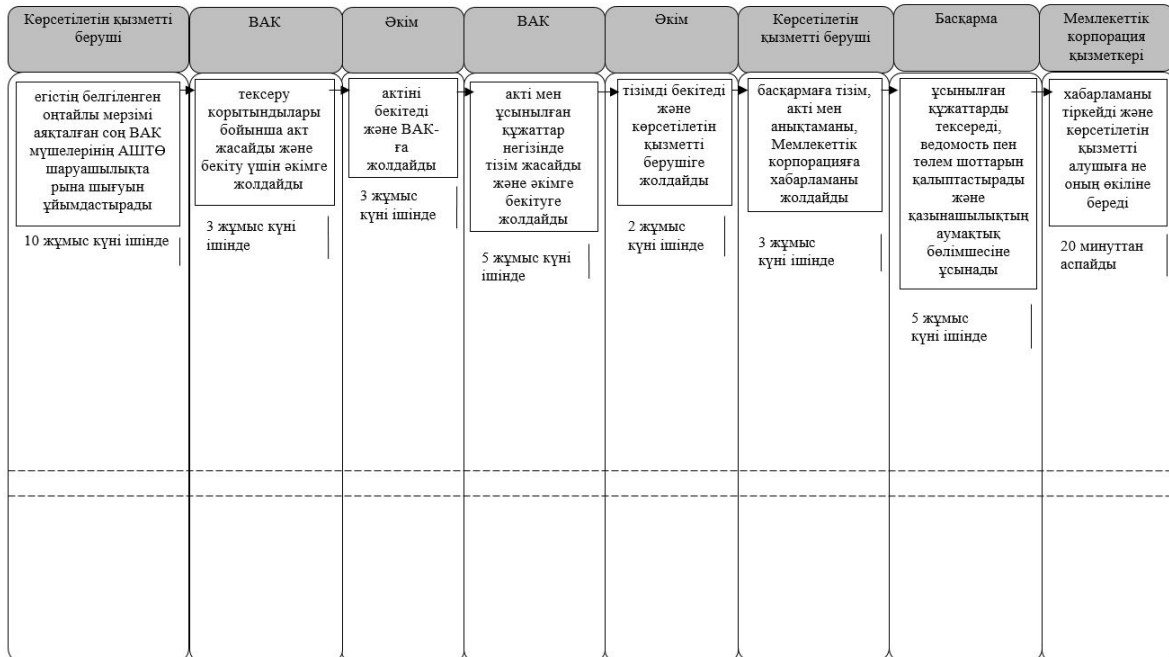 Көрсетілетін қызметті
беруші
ВАК
Әкім
ВАК
Әкім
Көрсетілетін
қызметті беруші
Басқарма
Мемлекеттік
корпорация
қызметкері
егістің белгіленген
оңтайлы мерзімі
аяқталған соң ВАК
мүшелерінің АШТӨ
шаруашылықта
рына шығуын
ұйымдастырады
10 жұмыс күні ішінде
тексеру
корытындылары
бойынша акт
жасайды және
бекіту үшін әкімге
жолдайды
3 жұмыс күні
ішінде
актіні
бекітеді
және ВАК-
ға
жолдайды
3 жұмыс
күні ішінде
акті мен
ұсынылған
құжаттар
негізінде
тізім жасайды
және әкімге
бекітуге
жолдайды
5 жұмыс күні
ішінде
тізімді бекітеді
және
көрсетілетін
қызметті
берушіге
жолдайды
2 жұмыс
күні ішінде
басқармаға тізім,
акті мен
анықтаманы,
Мемлекеттік
корпорацияға
хабарламаны
жолдайды
3 жұмыс
күні ішінде
ұсынылған
құжаттарды
тексереді,
ведомость пен
төлем шоттарын
қалыптастырады
және
қазынашылықтың
аумақтық
бөлімшесіне
ұсынады
5 жұмыс
күні ішінде
хабарламаны
тіркейді және
көрсетілетін
қызметті
алушыға не
оның өкіліне
береді
20 минуттан
аспайды